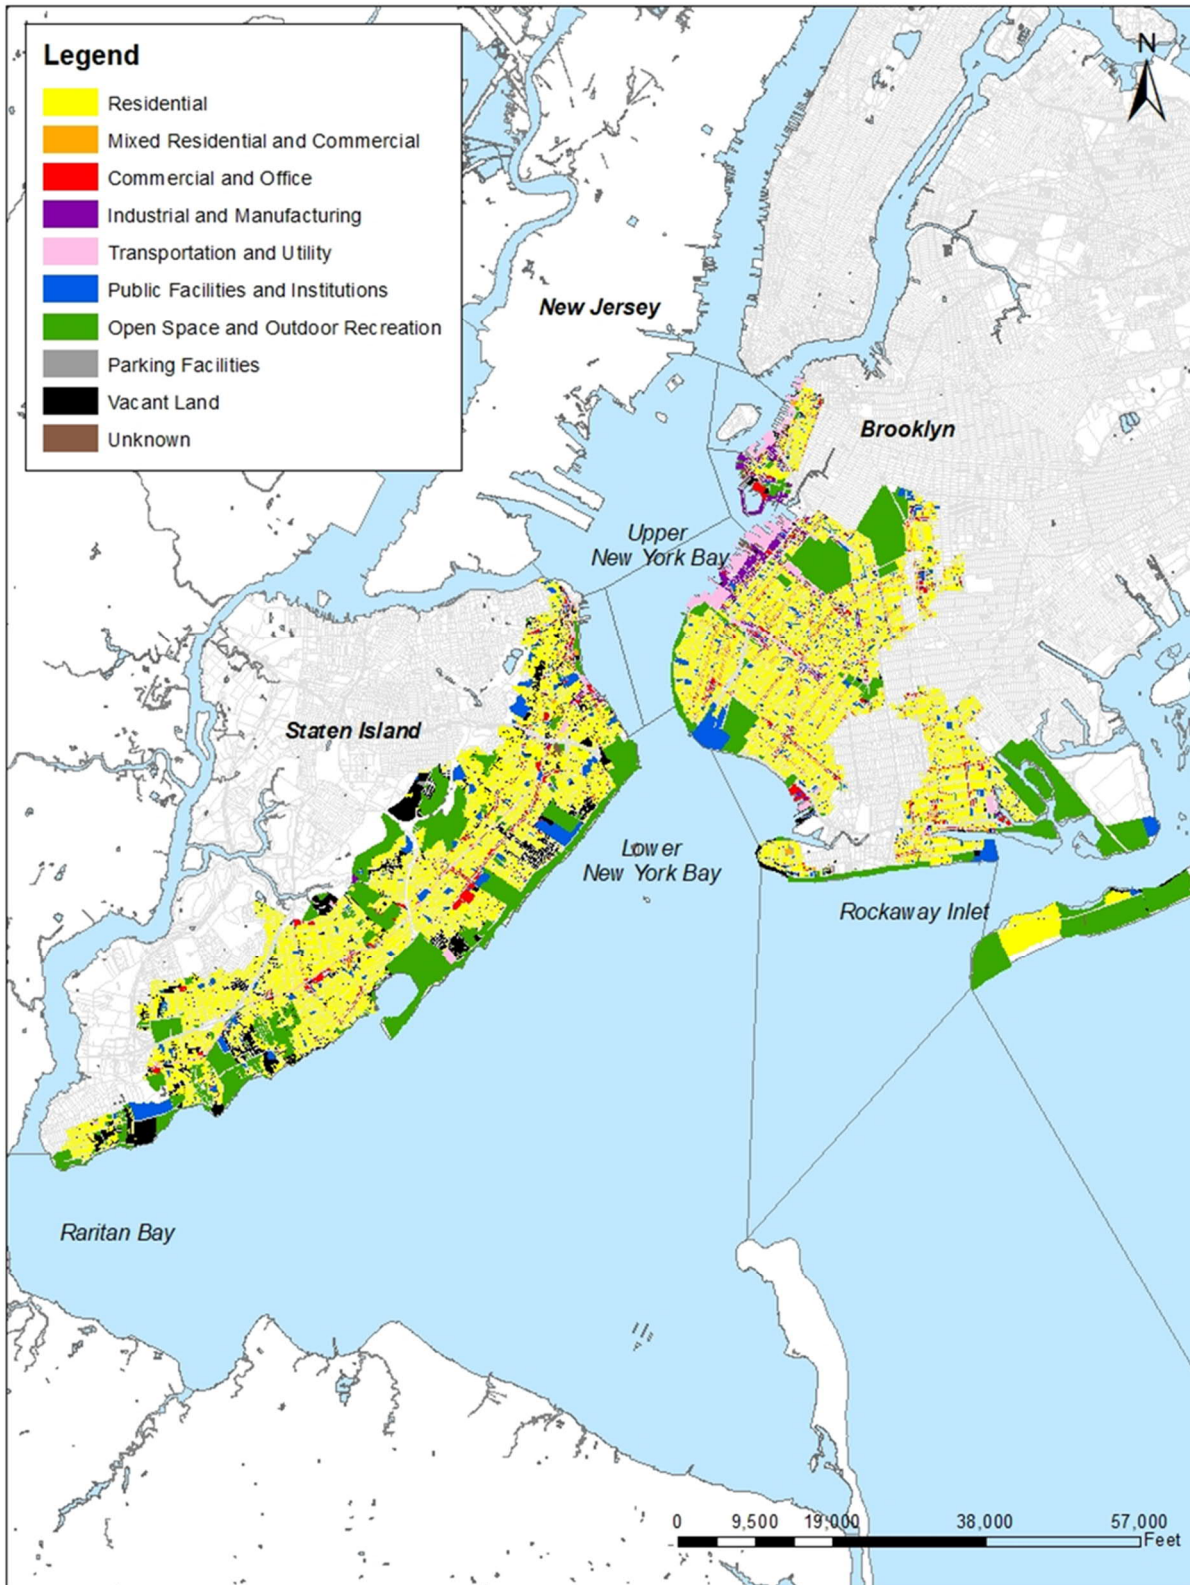 Legend
Residential
Mixed Residential and Commercial
Commercial and Office
Industrial and Manufacturing
Transportation and Utility
Public Facilities and Institutions
Open Space and Outdoor Recreation
Parking Facilities
Vacant Land
Unknown
N
New Jersey
Brooklyn
Upper
New York Bay
Staten Island
Lower
New York Bay
Rockaway Inlet
Raritan Bay
0 9,500 19,000 38,000 57,000
Feet